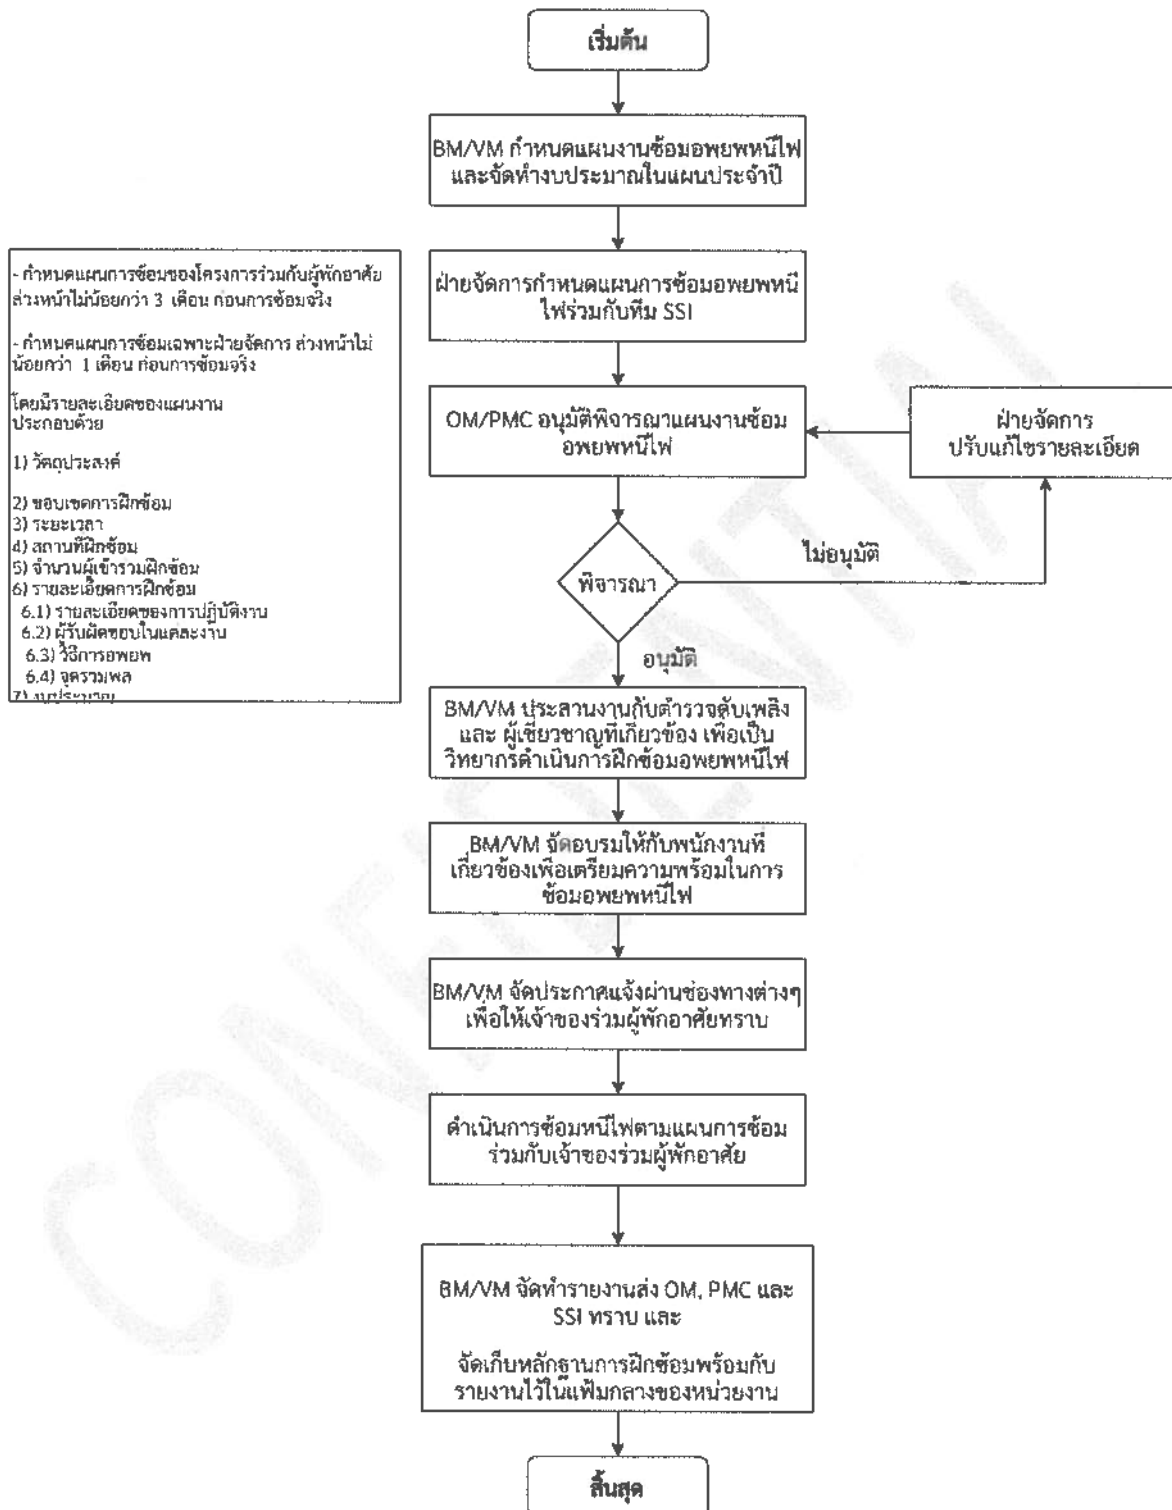 เริ่มต้น
BM/VM กำหนดแผนงานซ้อมอพยพหนีไฟ
และจัดทำงบประมาณในแผนประจำปี
ฝ่ายจัดการกำหนดแผนการซ้อมอพยพหนี
ไฟร่วมกับทีม SSI
- กำหนดแผนการซ้อมของโครงการร่วมกับผู้พักอาศัย
ล่วงหน้าไม่น้อยกว่า 3 เดือน ก่อนการซ้อมจริง
- กำหนดแผนการซ้อมเฉพาะฝ่ายจัดการ ล่วงหน้าไม่
น้อยกว่า 1 เดือน ก่อนการซ้อมจริง
โดยมีรายละเอียดของแผนงาน
ประกอบด้วย
1) วัตถุประสงค์
2) ขอบเขตการฝึกซ้อม
3) ระยะเวลา
4) สถานที่ฝึกซ้อม
5) จำนวนผู้เข้าร่วมฝึกซ้อม
6) รายละเอียดการฝึกซ้อม
6.1) รายละเอียดของการปฏิบัติงาน
6.2) ผู้รับผิดชอบในแต่ละงาน
6.3) วิธีการอพยพ
6.4) จุดรวมพล
7) งบประมาณ
OM/PMC อนุมัติพิจารณาแผนงานซ้อม
อพยพหนีไฟ
ฝ่ายจัดการ
ปรับแก้ไขรายละเอียด
พิจารณา
ไม่อนุมัติ
อนุมัติ
BM/VM ประสานงานกับตำรวจดับเพลิง
และ ผู้เชี่ยวชาญที่เกี่ยวข้อง เพื่อเป็น
วิทยากรดำเนินการฝึกซ้อมอพยพหนีไฟ
BM/VM จัดอบรมให้กับพนักงานที่
เกี่ยวข้องเพื่อเตรียมความพร้อมในการ
ซ้อมอพยพหนีไฟ
BM/VM จัดประกาศแจ้งผ่านช่องทางต่างๆ
เพื่อให้เจ้าของร่วมผู้พักอาศัยทราบ
ดำเนินการซ้อมหนีไฟตามแผนการซ้อม
ร่วมกับเจ้าของร่วมผู้พักอาศัย
BM/VM จัดทำรายงานส่ง OM, PMC และ
SSI ทราบ และ
จัดเก็บหลักฐานการฝึกซ้อมพร้อมกับ
รายงานไว้ในแฟ้มกลางของหน่วยงาน
สิ้นสุด
CONFIDENTIAL